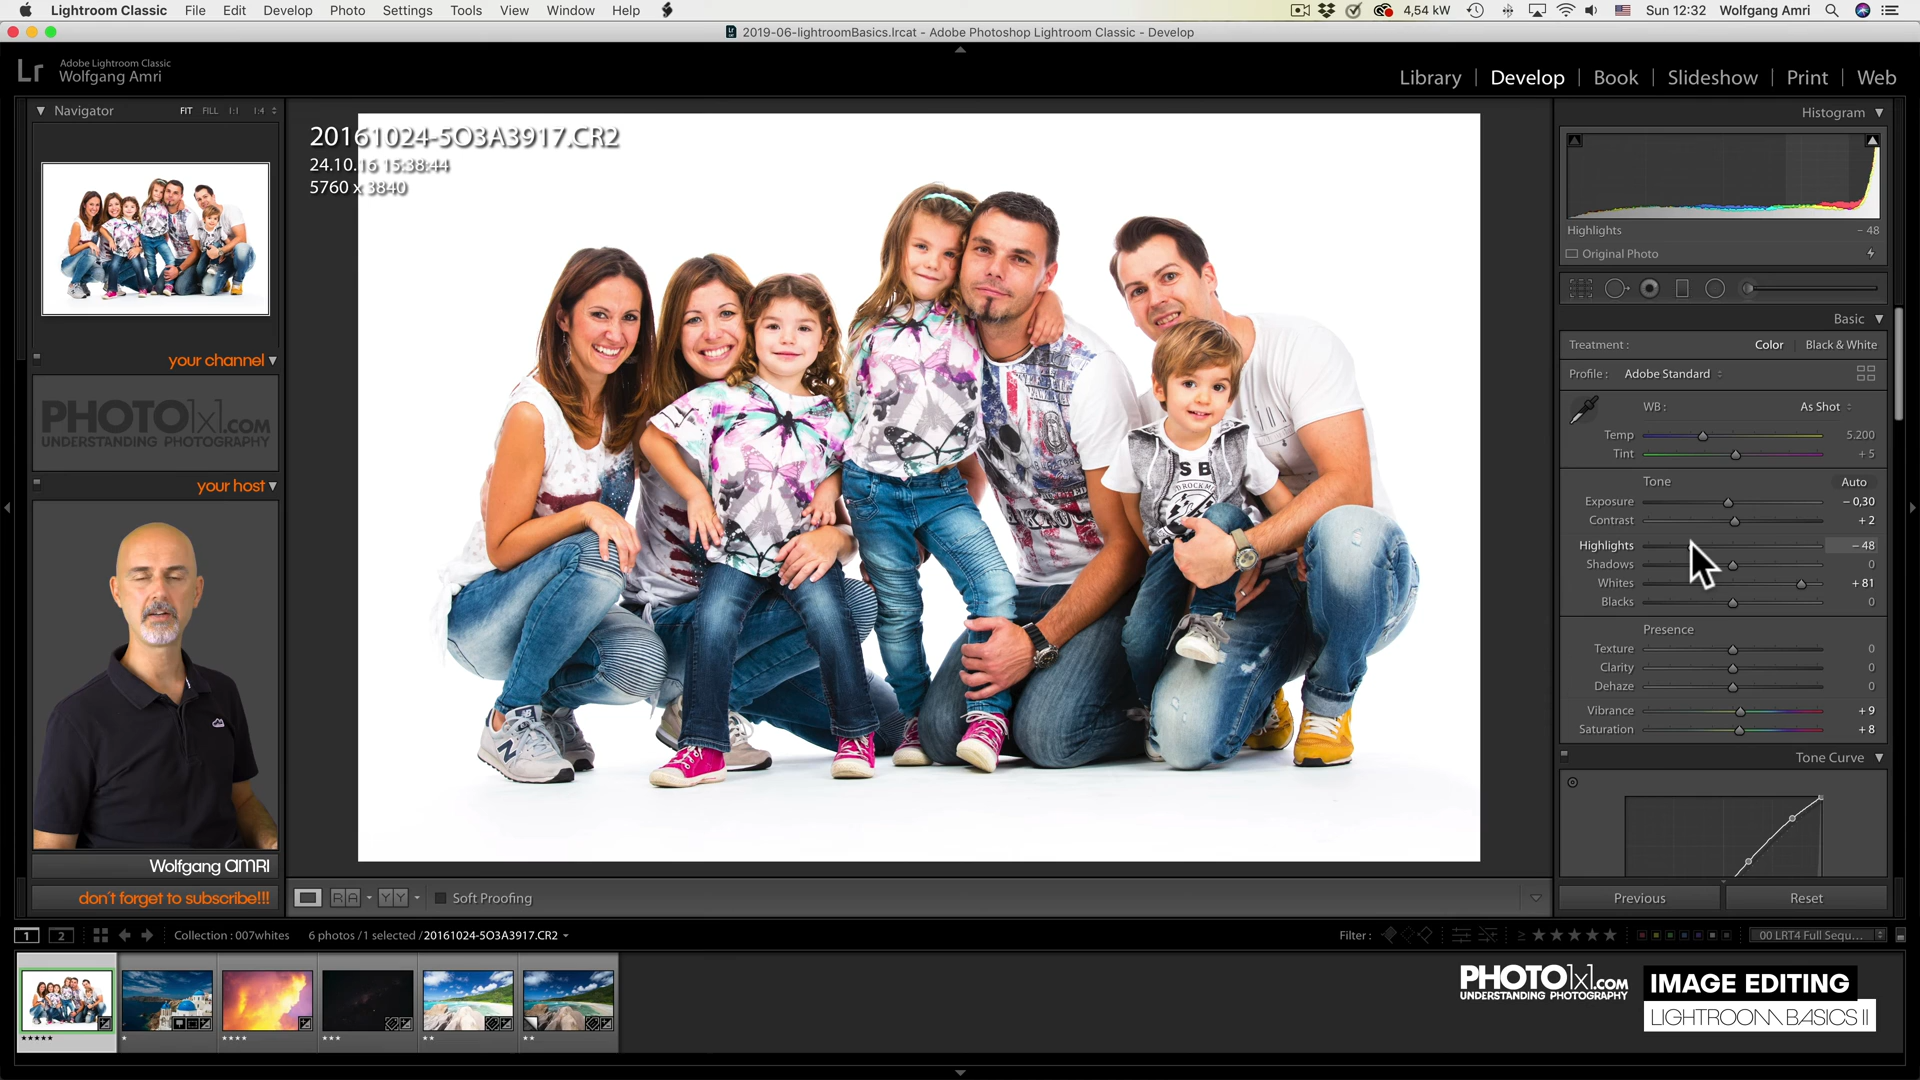 Lightroom Classic File Edit Develop Photo Settings Tools View Window Help 4,54 kW Sun 12:32 Wolfgang Amri
2019-06-lightroomBasics.lrcat - Adobe Photoshop Lightroom Classic - Develop
Lr
Adobe Lightroom Classic
Wolfgang Amri
Library | Develop | Book | Slideshow | Print | Web
Navigator FIT FILL 1:1 1:4
your channel
PHOTO1x1.COM
UNDERSTANDING PHOTOGRAPHY
your host
Wolfgang AMRI
don't forget to subscribe!!!
20161024-5O3A3917.CR2
24.10.16 15:38:44
5760 x 3840
S B
N
Histogram
Highlights - 48
Original Photo
Basic
Treatment : Color | Black & White
Profile : Adobe Standard
WB : As Shot
Temp 5.200
Tint + 5
Tone Auto
Exposure - 0,30
Contrast + 2
Highlights - 48
Shadows 0
Whites + 81
Blacks 0
Presence
Texture 0
Clarity 0
Dehaze 0
Vibrance + 9
Saturation + 8
Tone Curve
Previous Reset
R A Y Y Soft Proofing
1 2 Collection : 007whites 6 photos / 1 selected / 20161024-5O3A3917.CR2 Filter : ≥ ★★★★★ 00 LRT4 Full Sequ...
PHOTO1x1.COM
UNDERSTANDING PHOTOGRAPHY
IMAGE EDITING
LIGHTROOM BASICS II